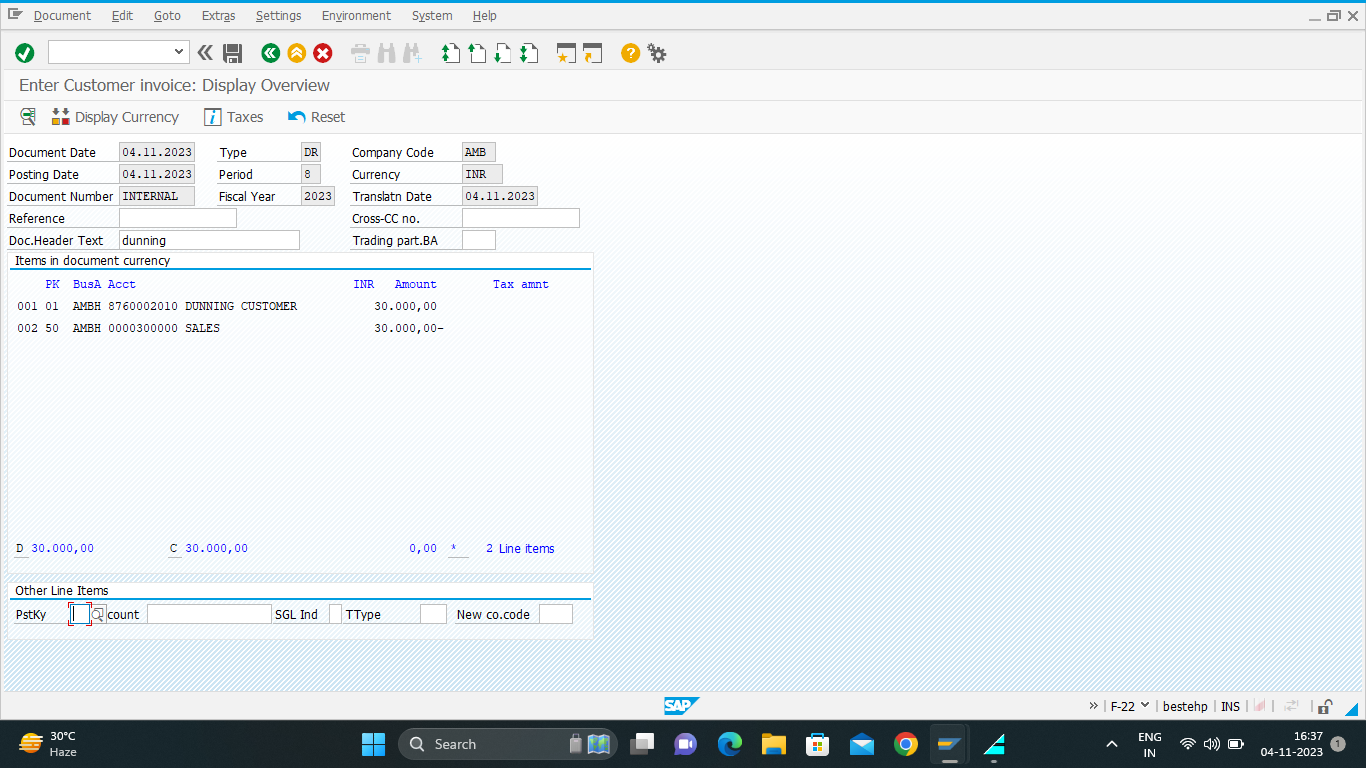 Document Edit Goto Extras Settings Environment System Help
Enter Customer invoice: Display Overview
Display Currency Taxes Reset
Document Date 04.11.2023 Type DR Company Code AMB
Posting Date 04.11.2023 Period 8 Currency INR
Document Number INTERNAL Fiscal Year 2023 Translatn Date 04.11.2023
Reference Cross-CC no.
Doc.Header Text dunning Trading part.BA
Items in document currency
PK BusA Acct INR Amount Tax amnt
001 01 AMBH 8760002010 DUNNING CUSTOMER 30.000,00
002 50 AMBH 0000300000 SALES 30.000,00-
D 30.000,00 C 30.000,00 0,00 * 2 Line items
Other Line Items
PstKy count SGL Ind TType New co.code
SAP F-22 bestehp INS
30°C
Haze
Search
ENG
IN
16:37
04-11-2023
1